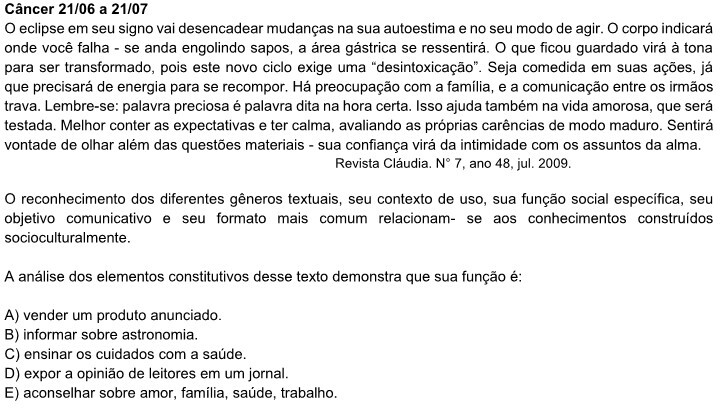 Câncer 21/06 a 21/07
O eclipse em seu signo vai desencadear mudanças na sua autoestima e no seu modo de agir. O corpo indicará
onde você falha - se anda engolindo sapos, a área gástrica se ressentirá. O que ficou guardado virá à tona
para ser transformado, pois este novo ciclo exige uma “desintoxicação”. Seja comedida em suas ações, já
que precisará de energia para se recompor. Há preocupação com a família, e a comunicação entre os irmãos
trava. Lembre-se: palavra preciosa é palavra dita na hora certa. Isso ajuda também na vida amorosa, que será
testada. Melhor conter as expectativas e ter calma, avaliando as próprias carências de modo maduro. Sentirá
vontade de olhar além das questões materiais - sua confiança virá da intimidade com os assuntos da alma.
Revista Cláudia. N° 7, ano 48, jul. 2009.
O reconhecimento dos diferentes gêneros textuais, seu contexto de uso, sua função social específica, seu
objetivo comunicativo e seu formato mais comum relacionam- se aos conhecimentos construídos
socioculturalmente.
A análise dos elementos constitutivos desse texto demonstra que sua função é:
A) vender um produto anunciado.
B) informar sobre astronomia.
C) ensinar os cuidados com a saúde.
D) expor a opinião de leitores em um jornal.
E) aconselhar sobre amor, família, saúde, trabalho.